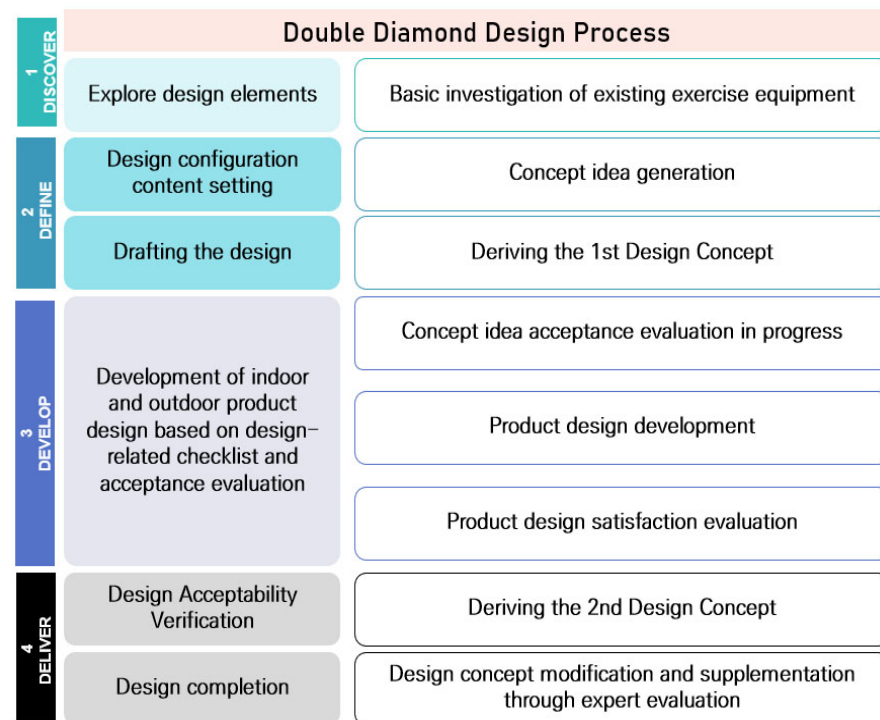 Double Diamond Design Process
1
DISCOVER
Explore design elements
Basic investigation of existing exercise equipment
2
DEFINE
Design configuration
content setting
Concept idea generation
Drafting the design
Deriving the 1st Design Concept
3
DEVELOP
Development of indoor
and outdoor product
design based on design–
related checklist and
acceptance evaluation
Concept idea acceptance evaluation in progress
Product design development
Product design satisfaction evaluation
4
DELIVER
Design Acceptability
Verification
Deriving the 2nd Design Concept
Design completion
Design concept modification and supplementation
through expert evaluation